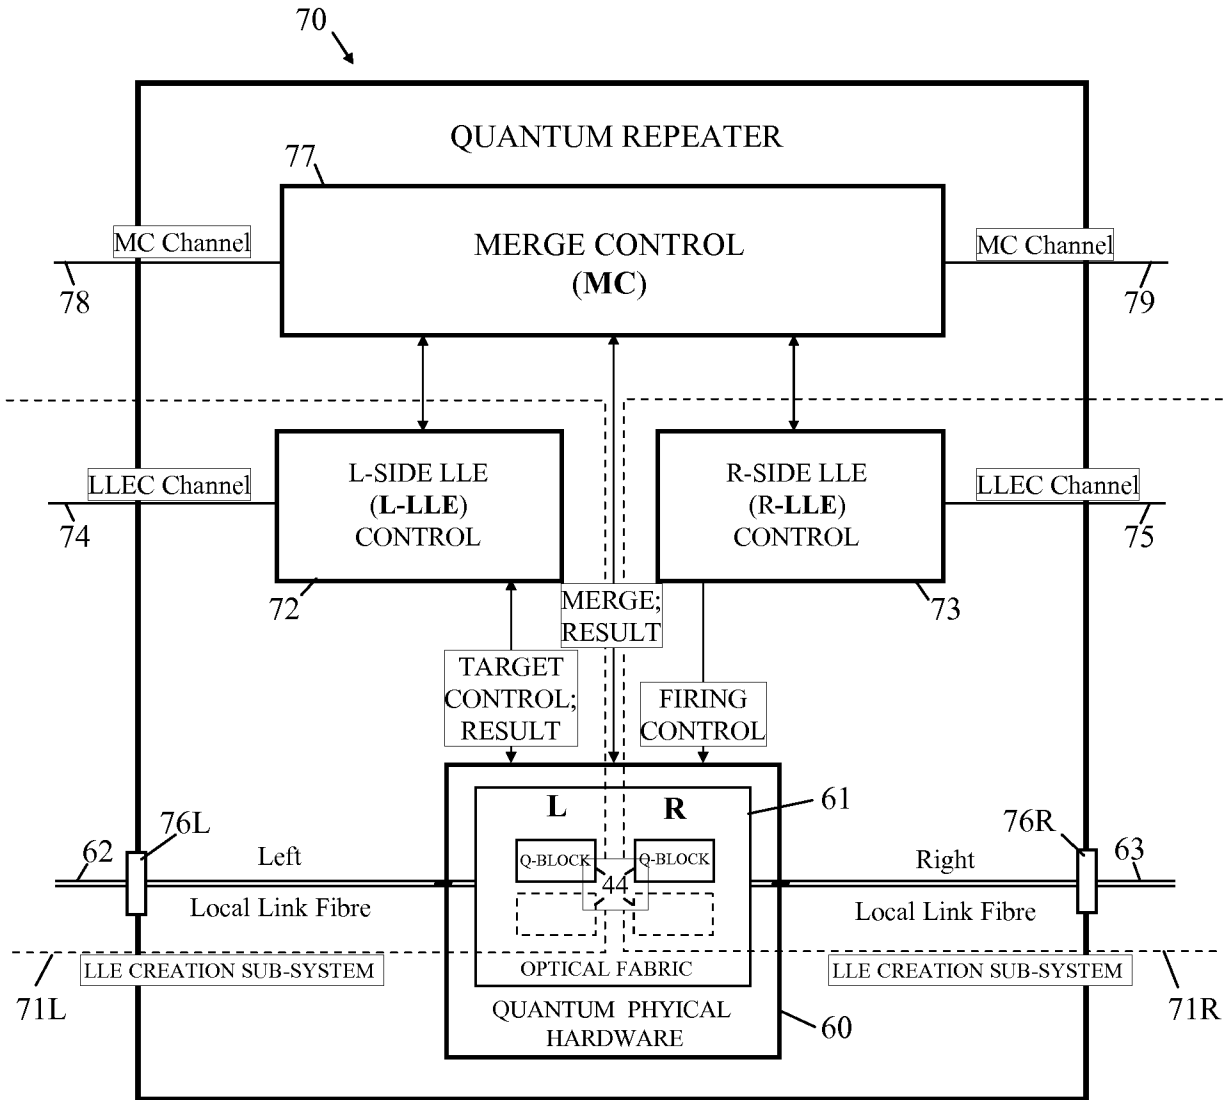 70
QUANTUM REPEATER
77
MC Channel
MERGE CONTROL
(MC)
MC Channel
78
79
LLEC Channel
L-SIDE LLE
(L-LLE)
CONTROL
R-SIDE LLE
(R-LLE)
CONTROL
LLEC Channel
74
75
72
73
MERGE;
RESULT
TARGET
CONTROL;
RESULT
FIRING
CONTROL
L
R
61
76L
76R
62
Left
Q-BLOCK
Q-BLOCK
Right
63
44
Local Link Fibre
Local Link Fibre
LLE CREATION SUB-SYSTEM
OPTICAL FABRIC
LLE CREATION SUB-SYSTEM
71L
71R
QUANTUM PHYICAL
HARDWARE
60